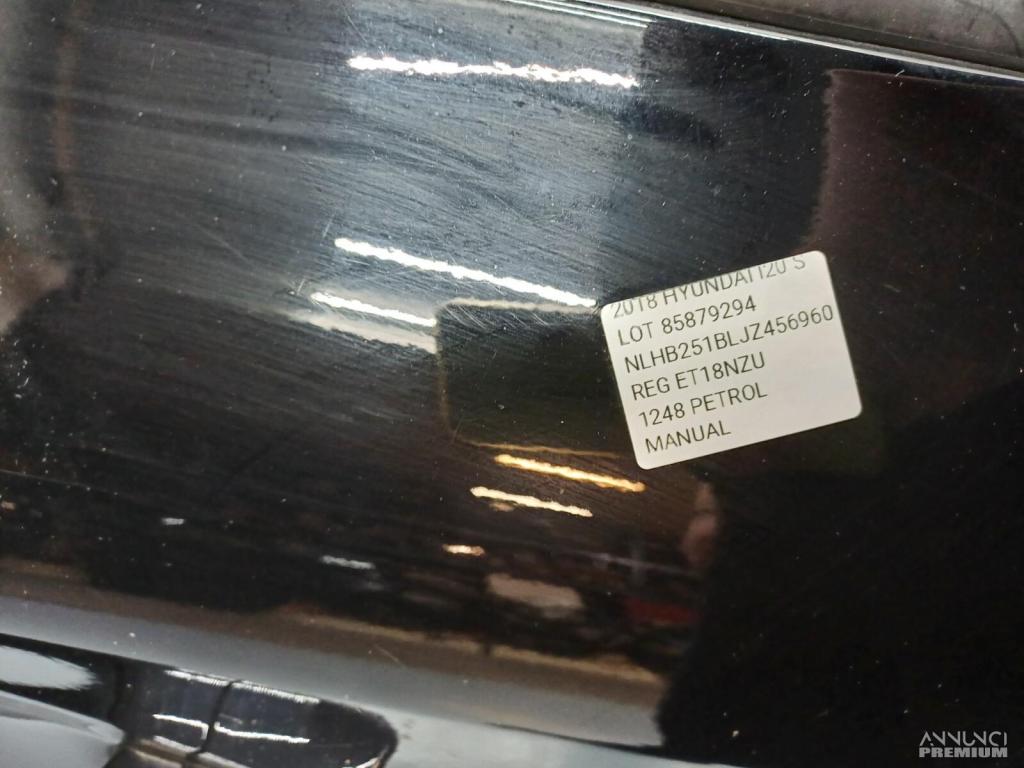 2018 HYUNDAI I20 S
LOT 85879294
NLHB251BLJZ456960
REG ET18NZU
1248 PETROL
MANUAL
ANNUNCI
PREMIUM